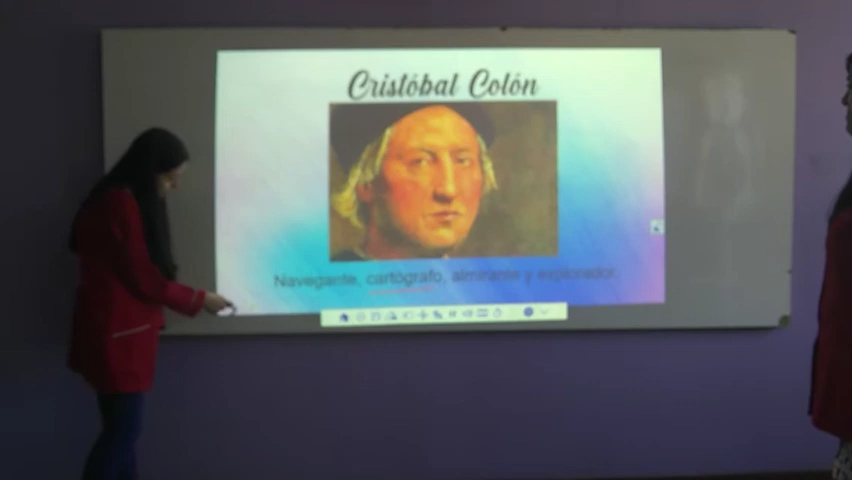 Cristóbal Colón
Navegante, cartógrafo, almirante y explorador.